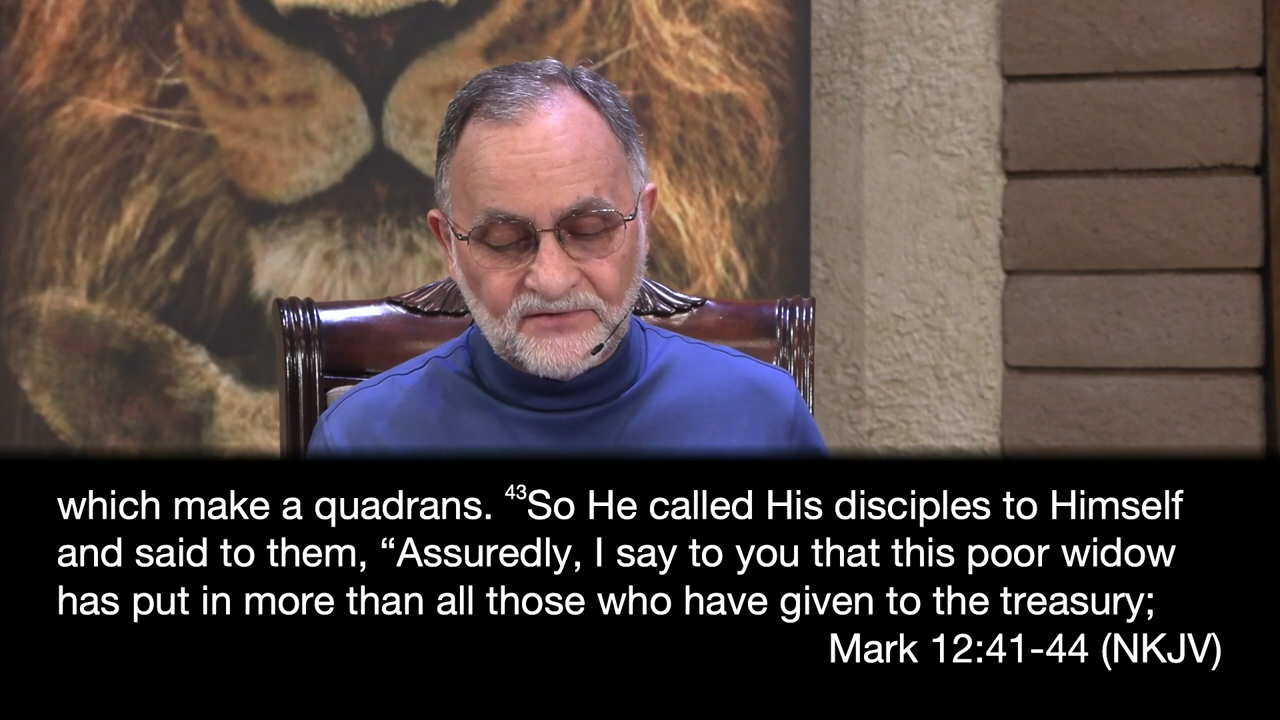 which make a quadrans. ⁴³So He called His disciples to Himself
and said to them, “Assuredly, I say to you that this poor widow
has put in more than all those who have given to the treasury;
Mark 12:41-44 (NKJV)